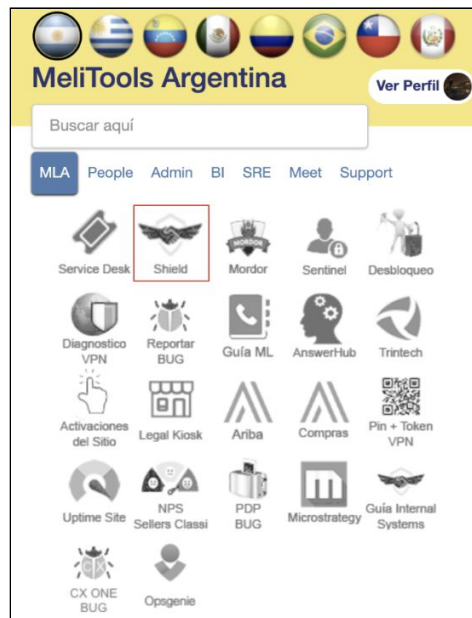 MeliTools Argentina
Ver Perfil
Buscar aquí
MLA People Admin BI SRE Meet Support
MORDOR
Service Desk Shield Mordor Sentinel Desbloqueo
Diagnostico VPN
Reportar BUG
Guía ML AnswerHub Trintech
Activaciones del Sitio
Legal Kiosk Ariba Compras
Pin + Token VPN
Uptime Site
NPS Sellers Classi
PDP BUG
Microstrategy
Guía Internal Systems
CX
CX ONE BUG
Opsgenie